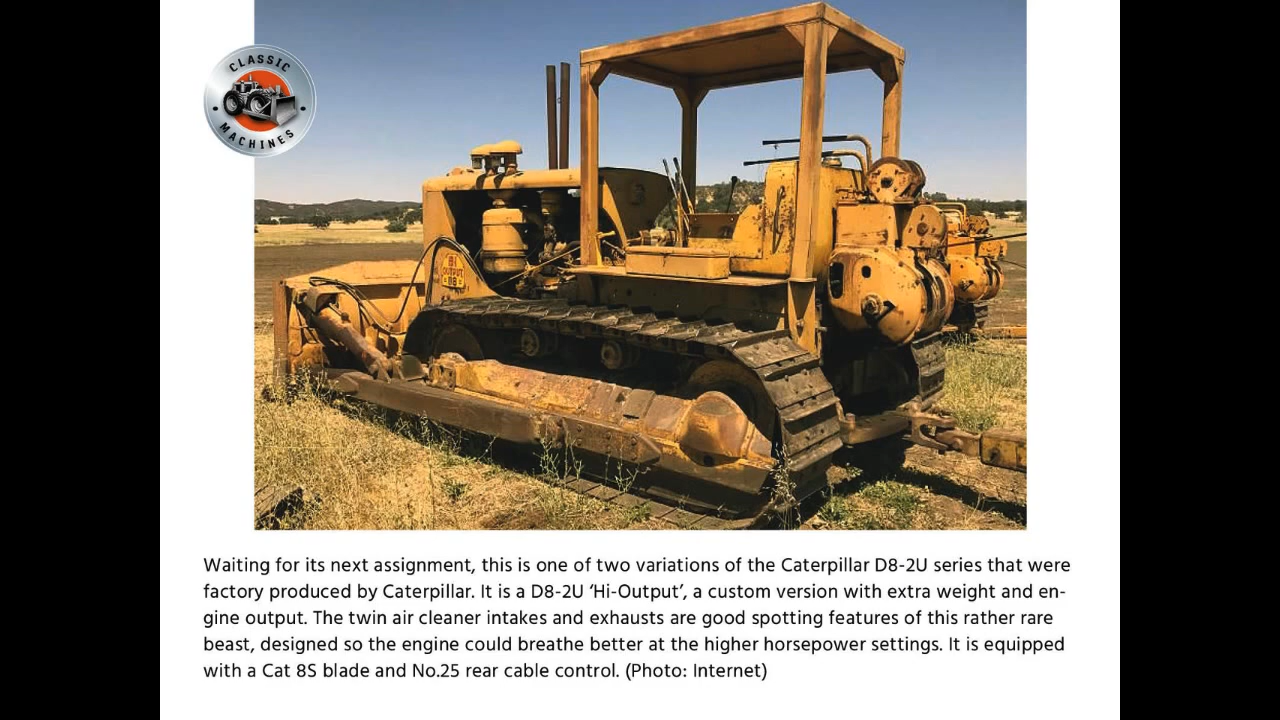 CLASSIC
MACHINES
HI
OUTPUT
D8
Waiting for its next assignment, this is one of two variations of the Caterpillar D8-2U series that were
factory produced by Caterpillar. It is a D8-2U ‘Hi-Output’, a custom version with extra weight and en-
gine output. The twin air cleaner intakes and exhausts are good spotting features of this rather rare
beast, designed so the engine could breathe better at the higher horsepower settings. It is equipped
with a Cat 8S blade and No.25 rear cable control. (Photo: Internet)